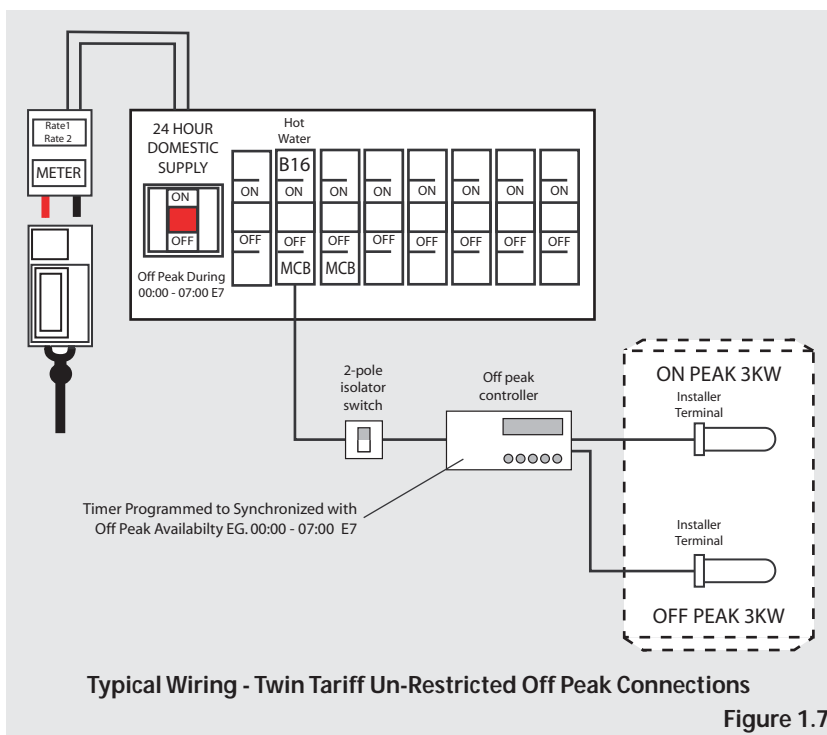 Rate1
Rate 2
METER
24 HOUR
DOMESTIC
SUPPLY
ON
OFF
Off Peak During
00:00 - 07:00 E7
Hot
Water
B16
ON ON ON ON ON ON ON ON
OFF OFF OFF OFF OFF OFF OFF OFF
MCB MCB
2-pole
isolator
switch
Off peak
controller
Timer Programmed to Synchronized with
Off Peak Availabilty EG. 00:00 - 07:00 E7
ON PEAK 3KW
Installer
Terminal
Installer
Terminal
OFF PEAK 3KW
Typical Wiring - Twin Tariff Un-Restricted Off Peak Connections
Figure 1.7